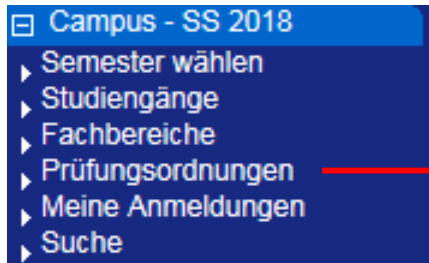 Campus - SS 2018
Semester wählen
Studiengänge
Fachbereiche
Prüfungsordnungen
Meine Anmeldungen
Suche